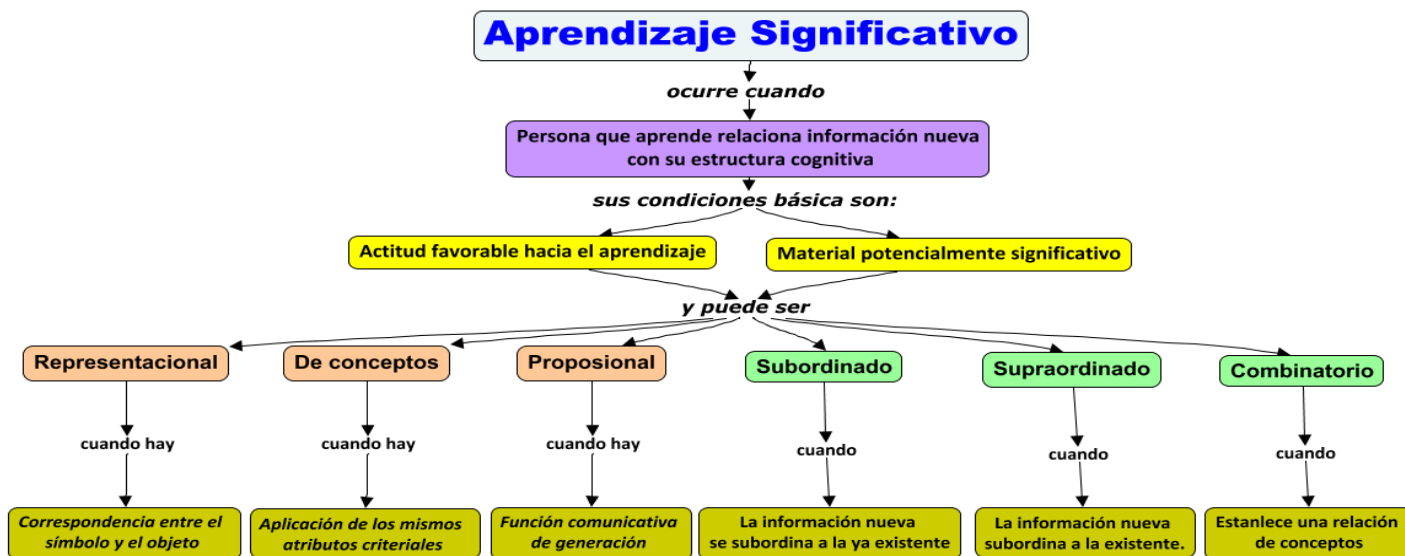 Aprendizaje Significativo
ocurre cuando
Persona que aprende relaciona información nueva
con su estructura cognitiva
sus condiciones básica son:
Actitud favorable hacia el aprendizaje
Material potencialmente significativo
y puede ser
Representacional
De conceptos
Proposional
Subordinado
Supraordinado
Combinatorio
cuando hay
cuando hay
cuando hay
cuando
cuando
cuando
Correspondencia entre el
símbolo y el objeto
Aplicación de los mismos
atributos criteriales
Función comunicativa
de generación
La información nueva
se subordina a la ya existente
La información nueva
subordina a la existente.
Estanlece una relación
de conceptos